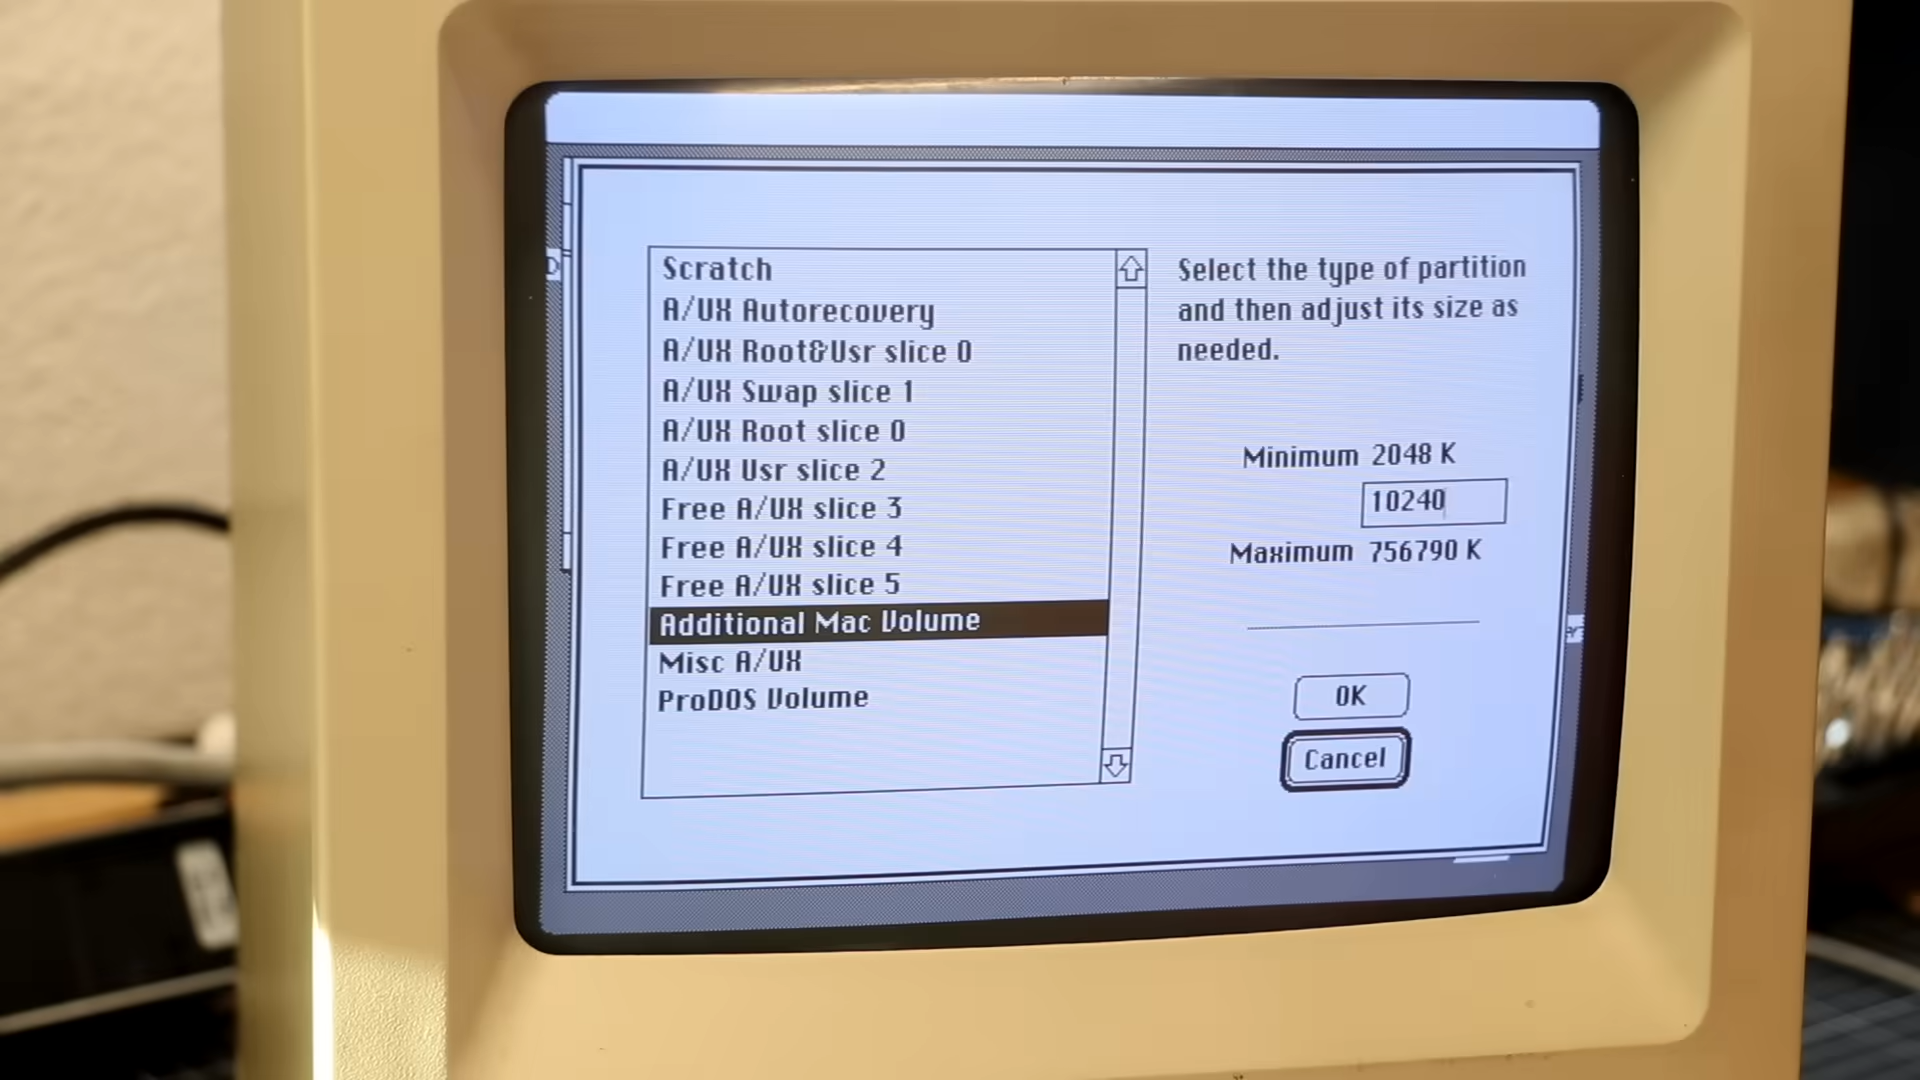 Scratch
A/UX Autorecovery
A/UX Root&Usr slice 0
A/UX Swap slice 1
A/UX Root slice 0
A/UX Usr slice 2
Free A/UX slice 3
Free A/UX slice 4
Free A/UX slice 5
Additional Mac Volume
Misc A/UX
ProDOS Volume
Select the type of partition
and then adjust its size as
needed.
Minimum 2048 K
10240
Maximum 756790 K
OK
Cancel
D